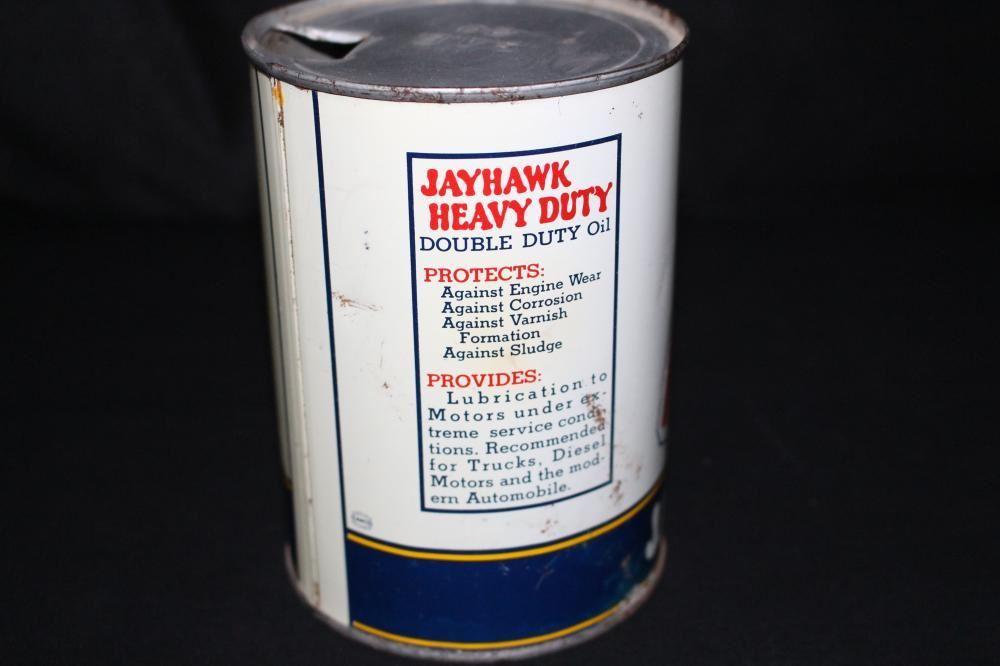 JAYHAWK
HEAVY DUTY
DOUBLE DUTY Oil
PROTECTS:
Against Engine Wear
Against Corrosion
Against Varnish
Formation
Against Sludge
PROVIDES:
Lubrication to
Motors under ex-
treme service condi-
tions. Recommended
for Trucks, Diesel
Motors and the mod-
ern Automobile.